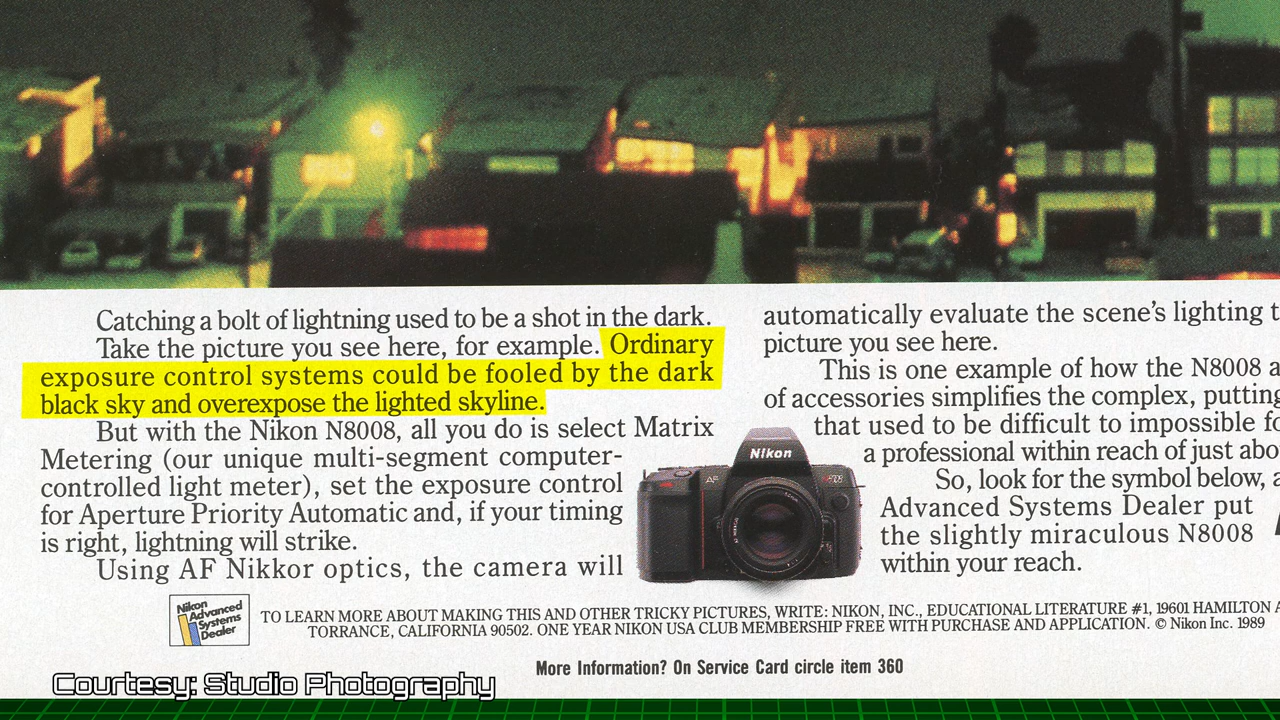 Catching a bolt of lightning used to be a shot in the dark.
Take the picture you see here, for example. Ordinary
exposure control systems could be fooled by the dark
black sky and overexpose the lighted skyline.
But with the Nikon N8008, all you do is select Matrix
Metering (our unique multi-segment computer-
controlled light meter), set the exposure control
for Aperture Priority Automatic and, if your timing
is right, lightning will strike.
Using AF Nikkor optics, the camera will
automatically evaluate the scene's lighting t
picture you see here.
This is one example of how the N8008 a
of accessories simplifies the complex, putting
that used to be difficult to impossible fo
a professional within reach of just abo
So, look for the symbol below, a
Advanced Systems Dealer put
the slightly miraculous N8008
within your reach.
Nikon
AF
Nikon
Advanced
Systems
Dealer
TO LEARN MORE ABOUT MAKING THIS AND OTHER TRICKY PICTURES, WRITE: NIKON, INC., EDUCATIONAL LITERATURE #1, 19601 HAMILTON A
TORRANCE, CALIFORNIA 90502. ONE YEAR NIKON USA CLUB MEMBERSHIP FREE WITH PURCHASE AND APPLICATION. © Nikon Inc. 1989
More Information? On Service Card circle item 360
Courtesy: Studio Photography